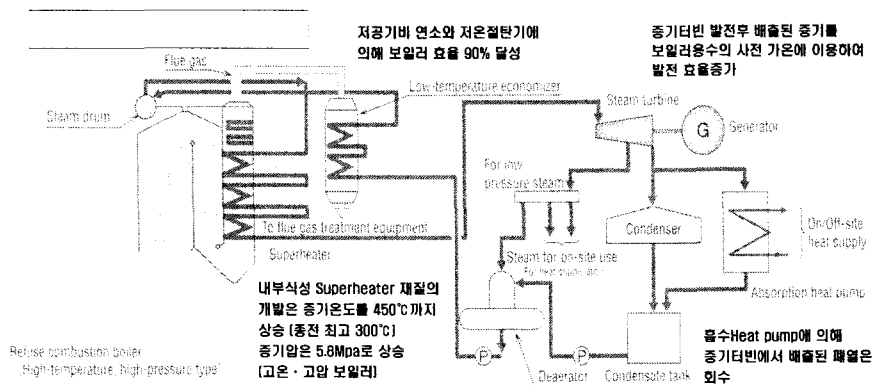 저공기비 연소와 저온절탄기에
의해 보일러 효율 90% 달성
증기터빈 발전후 배출된 증기를
보일러용수의 사전 가온에 이용하여
발전 효율증가
Flue gas
Low-temperature economizer
Steam drum
Steam turbine
G
Generator
For low
pressure steam
To flue gas treatment equipment
Superheater
Condenser
On/Off-site
heat supply
Steam for on-site use
Absorption heat pump
내부식성 Superheater 재질의
개발은 증기온도를 450℃까지
상승 (종전 최고 300℃)
증기압은 5.8Mpa로 상승
(고온·고압 보일러)
Refuse combustion boiler
"High-temperature, high-pressure type"
P
Deaerator
P
Condensate tank
흡수Heat pump에 의해
증기터빈에서 배출된 폐열은
회수